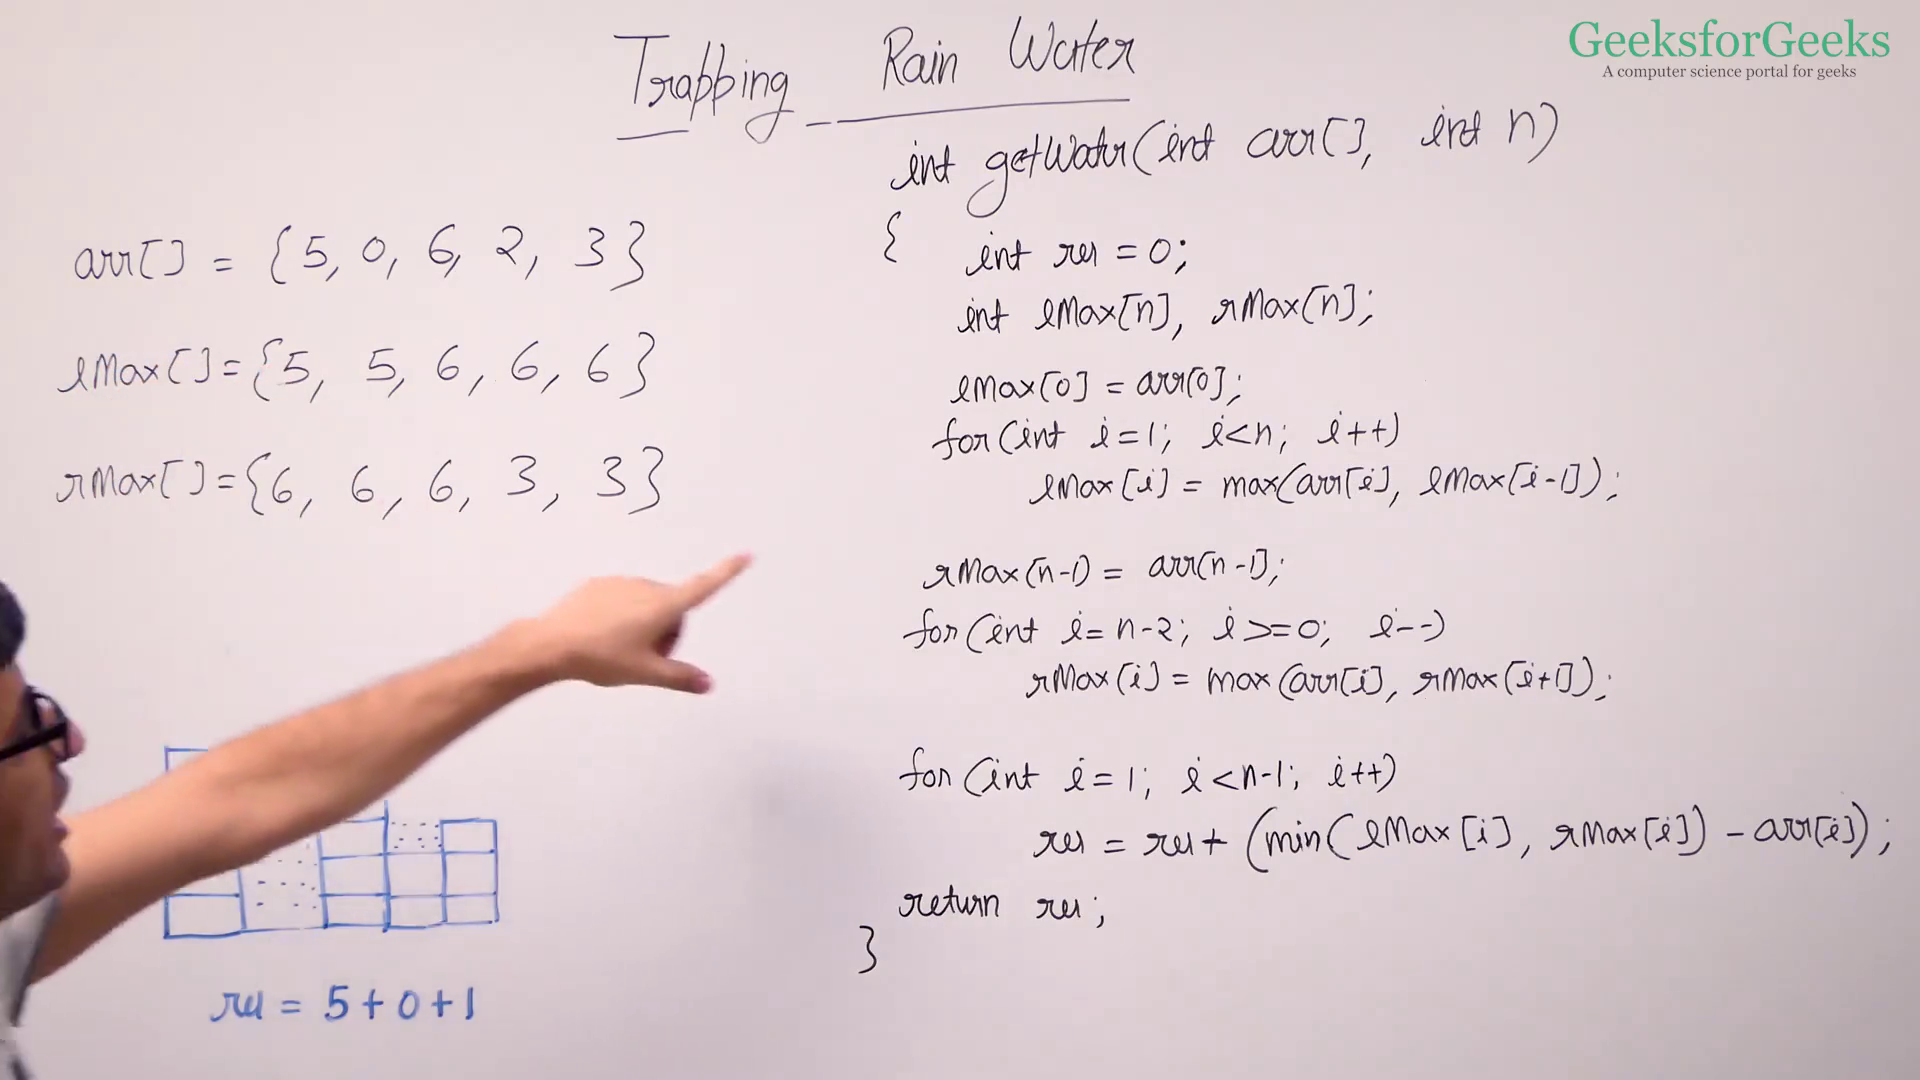 GeeksforGeeks
A computer science portal for geeks
Trapping Rain Water
arr[] = {5, 0, 6, 2, 3}
lMax[] = {5, 5, 6, 6, 6}
rMax[] = {6, 6, 6, 3, 3}
res = 5 + 0 + 1
int getWater(int arr[], int n)
{
int res = 0;
int lMax[n], rMax[n];
lMax[0] = arr[0];
for(int i=1; i<n; i++)
lMax[i] = max(arr[i], lMax[i-1]);
rMax[n-1] = arr[n-1];
for(int i=n-2; i>=0; i--)
rMax[i] = max(arr[i], rMax[i+1]);
for(int i=1; i<n-1; i++)
res = res + (min(lMax[i], rMax[i]) - arr[i]);
return res;
}